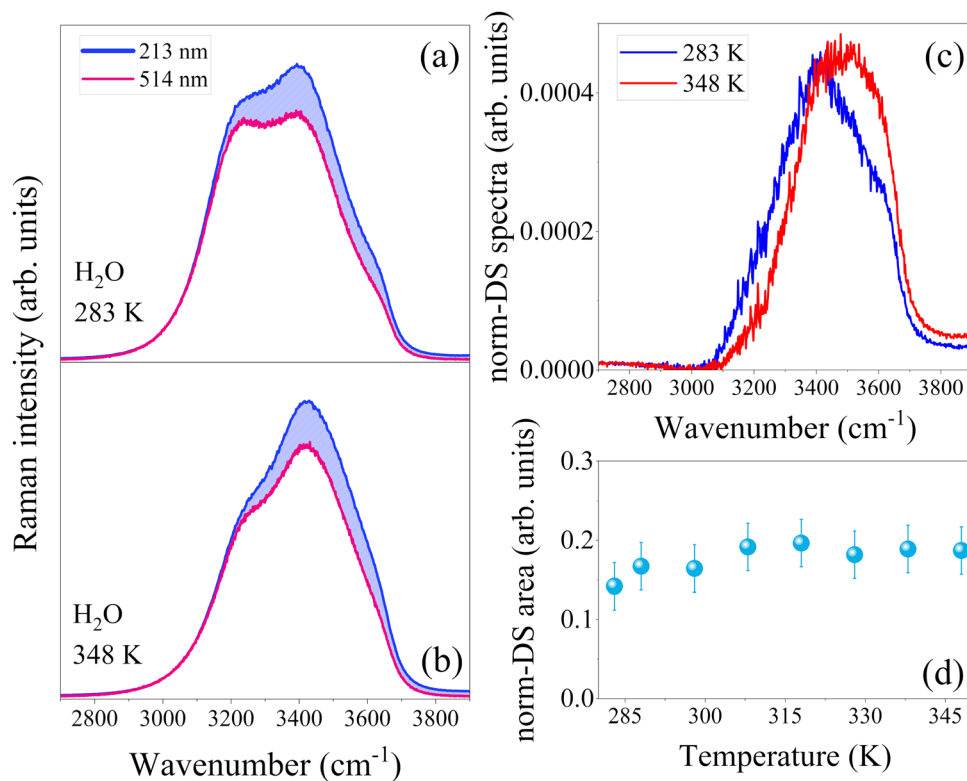 213 nm
514 nm
(a)
H₂O
283 K
H₂O
348 K
(b)
Raman intensity (arb. units)
2800 3000 3200 3400 3600 3800
Wavenumber (cm⁻¹)
283 K
348 K
(c)
norm-DS spectra (arb. units)
0.0004
0.0002
0.0000
2800 3000 3200 3400 3600 3800
Wavenumber (cm⁻¹)
norm-DS area (arb. units)
0.3
0.2
0.1
0.0
(d)
285 300 315 330 345
Temperature (K)